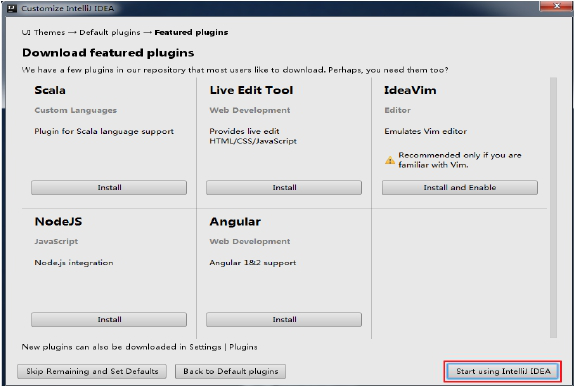 Customize IntelliJ IDEA
UI Themes → Default plugins → Featured plugins
Download featured plugins
We have a few plugins in our repository that most users like to download. Perhaps, you need them too?
Scala
Custom Languages
Plugin for Scala language support
Install
Live Edit Tool
Web Development
Provides live edit
HTML/CSS/JavaScript
Install
IdeaVim
Editor
Emulates Vim editor
Recommended only if you are
familiar with Vim.
Install and Enable
NodeJS
JavaScript
Node.js integration
Install
Angular
Web Development
Angular 1&2 support
Install
New plugins can also be downloaded in Settings | Plugins
Skip Remaining and Set Defaults
Back to Default plugins
Start using IntelliJ IDEA